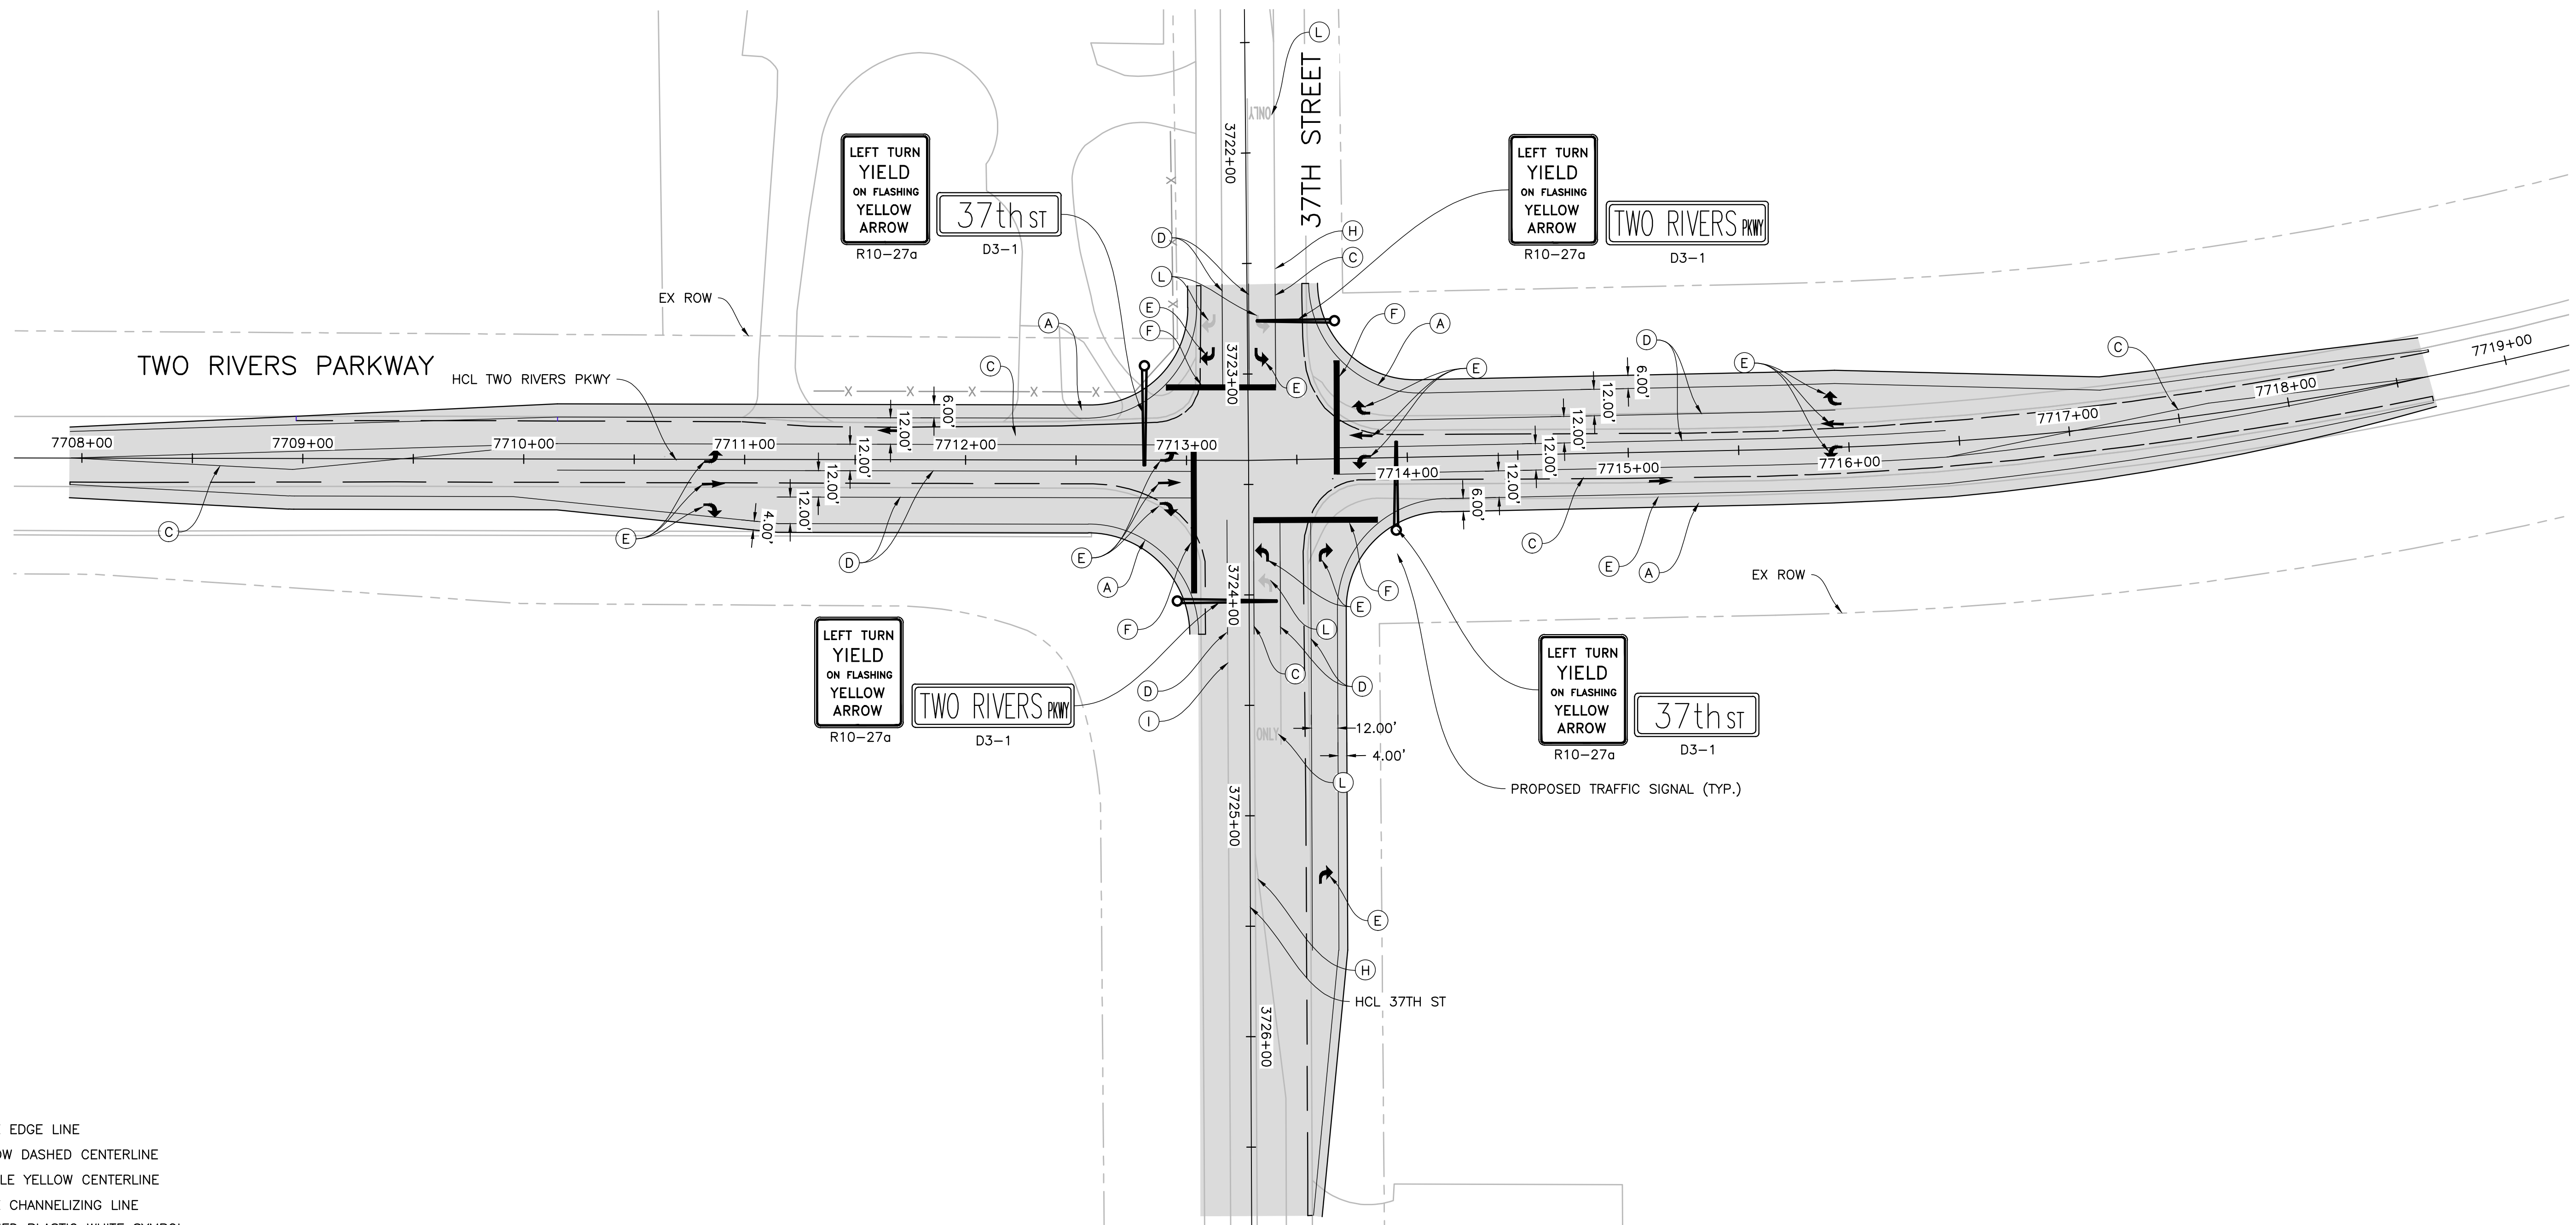 L
ONLY
37TH STREET
3722+00
LEFT TURN
YIELD
ON FLASHING
YELLOW
ARROW
R10-27a
37th ST
D3-1
LEFT TURN
YIELD
ON FLASHING
YELLOW
ARROW
R10-27a
TWO RIVERS PKWY
D3-1
D
H
L
C
E
F
E
3723+00
F
A
EX ROW
A
TWO RIVERS PARKWAY
HCL TWO RIVERS PKWY
C
E
D
E
C
6.00'
12.00'
12.00'
12.00'
12.00'
4.00'
6.00'
12.00'
12.00'
12.00'
12.00'
6.00'
7708+00
7709+00
7710+00
7711+00
7712+00
7713+00
7714+00
7715+00
7716+00
7717+00
7718+00
7719+00
C
E
D
E
A
F
C
E
A
EX ROW
F
E
L
3724+00
LEFT TURN
YIELD
ON FLASHING
YELLOW
ARROW
R10-27a
TWO RIVERS PKWY
D3-1
D
I
C
D
ONLY
12.00'
4.00'
L
LEFT TURN
YIELD
ON FLASHING
YELLOW
ARROW
R10-27a
37th ST
D3-1
PROPOSED TRAFFIC SIGNAL (TYP.)
3725+00
E
H
HCL 37TH ST
3726+00
EDGE LINE
DASHED CENTERLINE
YELLOW CENTERLINE
CHANNELIZING LINE